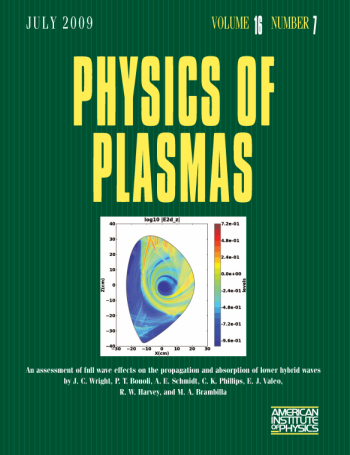 JULY 2009 VOLUME 16 NUMBER 7
PHYSICS OF
PLASMAS
log10 |E2d_z|
40
30
20
10
0
-10
-20
-30
-40
-30 -20 -10 0 10 20 30
X(cm)
Z(cm)
7.2e-01
4.8e-01
2.4e-01
0.0e+00
-2.4e-01
-4.8e-01
-7.2e-01
-9.6e-01
levels
An assessment of full wave effects on the propagation and absorption of lower hybrid waves
by J. C. Wright, P. T. Bonoli, A. E. Schmidt, C. K. Phillips, E. J. Valeo,
R. W. Harvey, and M. A. Brambilla
AMERICAN
INSTITUTE
OF PHYSICS